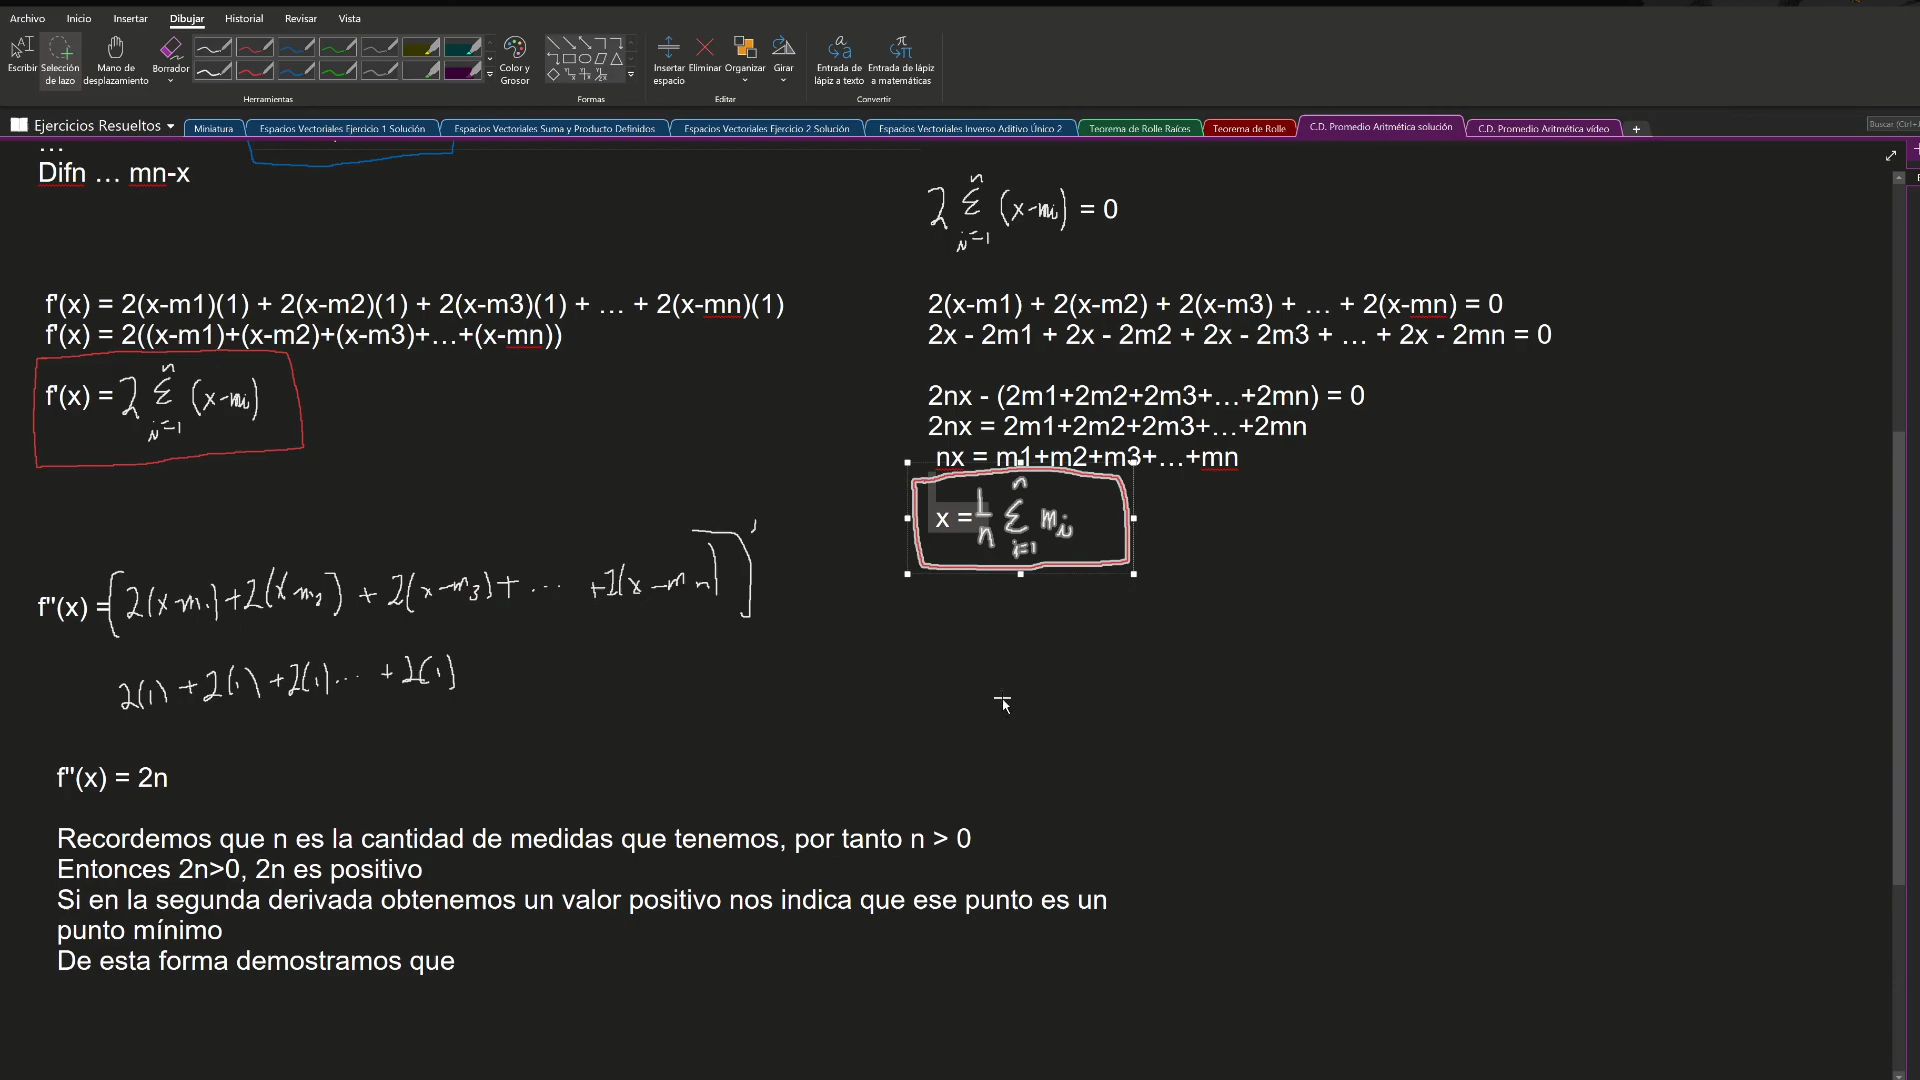 Archivo Inicio Insertar Dibujar Historial Revisar Vista
Escribir Selección de lazo Mano de desplazamiento Borrador Color y Grosor Insertar espacio Eliminar Organizar Girar Entrada de lápiz a texto Entrada de lápiz a matemáticas
Herramientas Formas Editar Convertir
Ejercicios Resueltos Miniatura Espacios Vectoriales Ejercicio 1 Solución Espacios Vectoriales Suma y Producto Definidos Espacios Vectoriales Ejercicio 2 Solución Espacios Vectoriales Inverso Aditivo Único 2 Teorema de Rolle Raíces Teorema de Rolle C.D. Promedio Aritmética solución C.D. Promedio Aritmética vídeo + Buscar (Ctrl+
...
Difn … mn-x
f'(x) = 2(x-m1)(1) + 2(x-m2)(1) + 2(x-m3)(1) + … + 2(x-mn)(1)
f'(x) = 2((x-m1)+(x-m2)+(x-m3)+…+(x-mn))
f'(x) = 2 Σ_{i=1}^{n} (x-mi)
f''(x) = [2(x-m1)+2(x-m2) + 2(x-m3)+ ... +2(x-mn)]'
2(1) + 2(1) + 2(1) ... + 2(1)
f''(x) = 2n
Recordemos que n es la cantidad de medidas que tenemos, por tanto n > 0
Entonces 2n>0, 2n es positivo
Si en la segunda derivada obtenemos un valor positivo nos indica que ese punto es un
punto mínimo
De esta forma demostramos que
2 Σ_{i=1}^{n} (x-mi) = 0
2(x-m1) + 2(x-m2) + 2(x-m3) + … + 2(x-mn) = 0
2x - 2m1 + 2x - 2m2 + 2x - 2m3 + … + 2x - 2mn = 0
2nx - (2m1+2m2+2m3+…+2mn) = 0
2nx = 2m1+2m2+2m3+…+2mn
nx = m1+m2+m3+…+mn
x = 1/n Σ_{i=1}^{n} mi